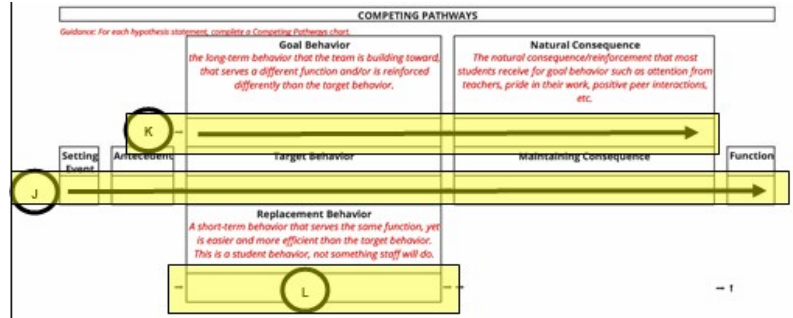 COMPETING PATHWAYS
Guidance: For each hypothesis statement, complete a Competing Pathways chart.
Goal Behavior
the long-term behavior that the team is building toward,
that serves a different function and/or is reinforced
differently than the target behavior.
Natural Consequence
The natural consequence/reinforcement that most
students receive for goal behavior such as attention from
teachers, pride in their work, positive peer interactions,
etc.
K →
Setting
Event
Antecedent
Target Behavior
Maintaining Consequence
Function
J
Replacement Behavior
A short-term behavior that serves the same function, yet
is easier and more efficient than the target behavior.
This is a student behavior, not something staff will do.
→ L → → → ↑